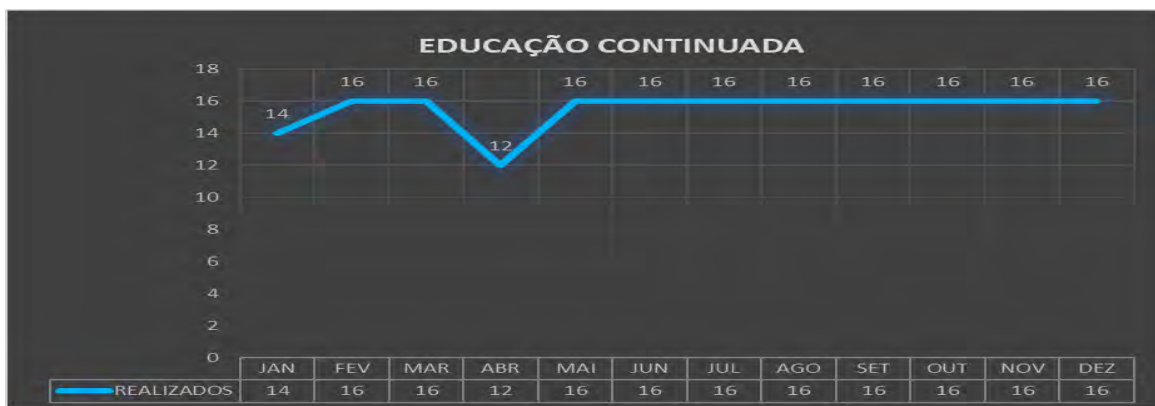 EDUCAÇÃO CONTINUADA
18
16
14
12
10
8
6
4
2
0
14 16 16 12 16 16 16 16 16 16 16 16
JAN FEV MAR ABR MAI JUN JUL AGO SET OUT NOV DEZ
REALIZADOS 14 16 16 12 16 16 16 16 16 16 16 16